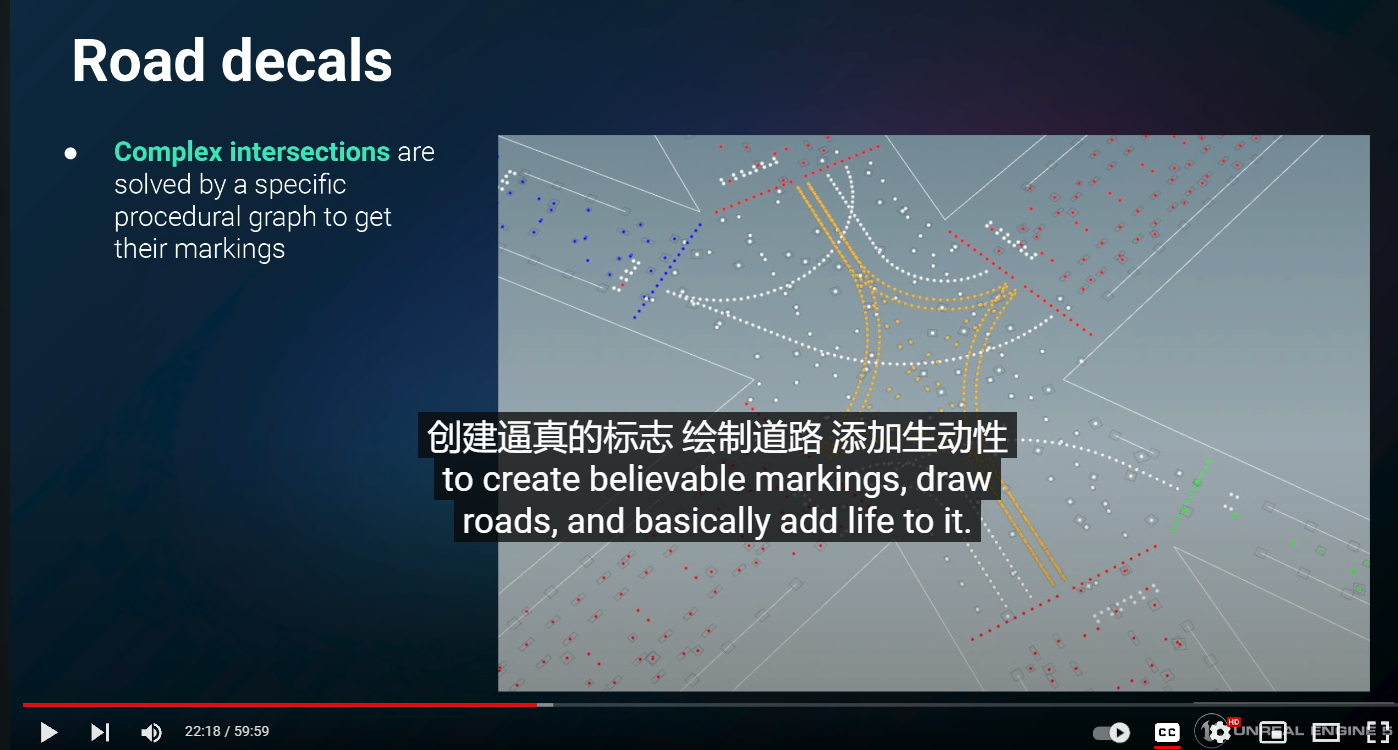 Road decals
● Complex intersections are
solved by a specific
procedural graph to get
their markings
创建逼真的标志 绘制道路 添加生动性
to create believable markings, draw
roads, and basically add life to it.
22:18 / 59:59
CC
HD
UNREAL ENGINE 5